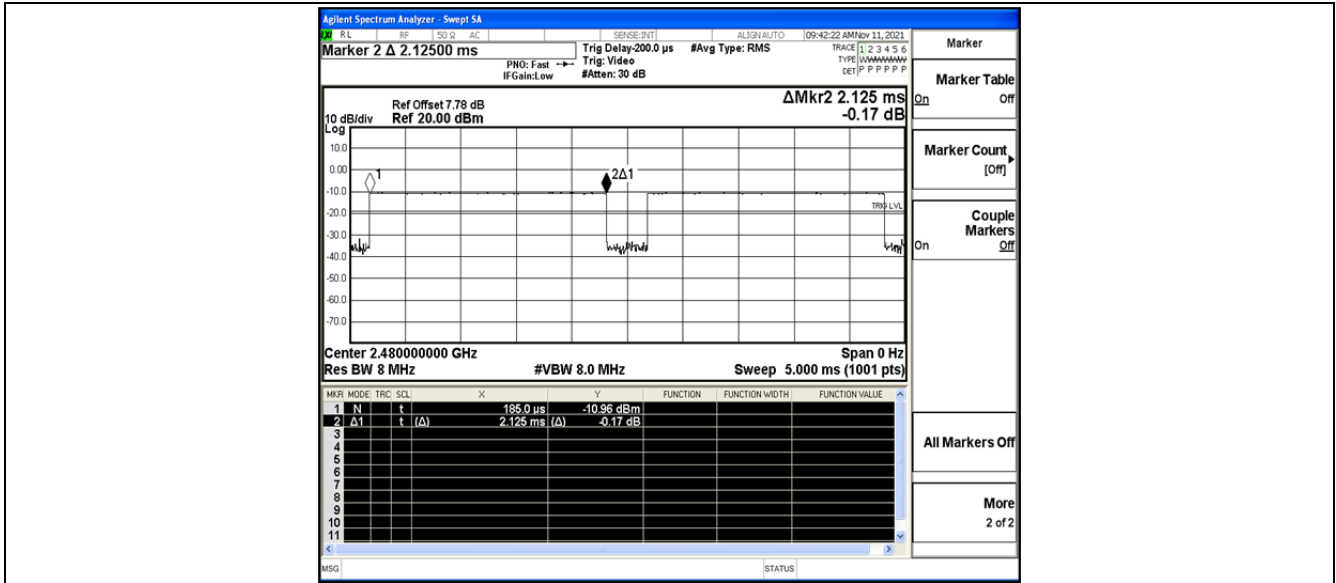 Agilent Spectrum Analyzer - Swept SA
LXI RL RF 50 Ω AC SENSE:INT ALIGNAUTO 09:42:22 AM Nov 11, 2021
Marker 2 Δ 2.12500 ms
PNO: Fast
IFGain:Low
Trig Delay-200.0 µs
Trig: Video
#Atten: 30 dB
#Avg Type: RMS
TRACE 1 2 3 4 5 6
TYPE WWWWWW
DET P P P P P P
Marker
Marker Table
On Off
Marker Count
[Off]
Couple
Markers
On Off
All Markers Off
More
2 of 2
ΔMkr2 2.125 ms
-0.17 dB
Ref Offset 7.78 dB
10 dB/div Ref 20.00 dBm
Log
10.0
0.00
-10.0
-20.0
-30.0
-40.0
-50.0
-60.0
-70.0
1
2Δ1
TRIG LVL
Center 2.480000000 GHz Span 0 Hz
Res BW 8 MHz #VBW 8.0 MHz Sweep 5.000 ms (1001 pts)
MKR MODE TRC SCL X Y FUNCTION FUNCTION WIDTH FUNCTION VALUE
1 N t 185.0 µs -10.96 dBm
2 Δ1 t (Δ) 2.125 ms (Δ) -0.17 dB
3
4
5
6
7
8
9
10
11
MSG STATUS